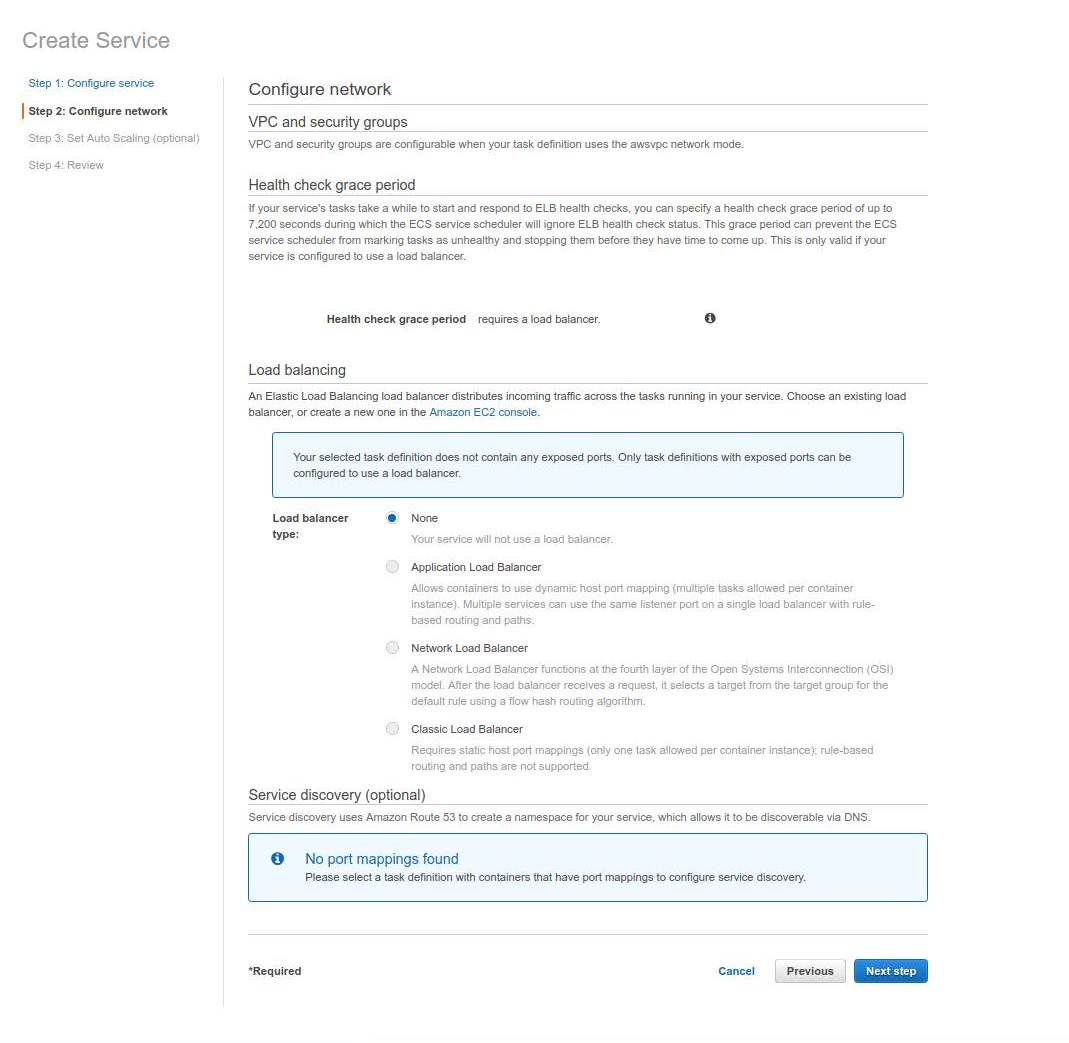 Create Service
Step 1: Configure service
Step 2: Configure network
Step 3: Set Auto Scaling (optional)
Step 4: Review
Configure network
VPC and security groups
VPC and security groups are configurable when your task definition uses the awsvpc network mode.
Health check grace period
If your service's tasks take a while to start and respond to ELB health checks, you can specify a health check grace period of up to
7,200 seconds during which the ECS service scheduler will ignore ELB health check status. This grace period can prevent the ECS
service scheduler from marking tasks as unhealthy and stopping them before they have time to come up. This is only valid if your
service is configured to use a load balancer.
Health check grace period requires a load balancer.
Load balancing
An Elastic Load Balancing load balancer distributes incoming traffic across the tasks running in your service. Choose an existing load
balancer, or create a new one in the Amazon EC2 console.
Your selected task definition does not contain any exposed ports. Only task definitions with exposed ports can be
configured to use a load balancer.
Load balancer
type:
None
Your service will not use a load balancer.
Application Load Balancer
Allows containers to use dynamic host port mapping (multiple tasks allowed per container
instance). Multiple services can use the same listener port on a single load balancer with rule-
based routing and paths.
Network Load Balancer
A Network Load Balancer functions at the fourth layer of the Open Systems Interconnection (OSI)
model. After the load balancer receives a request, it selects a target from the target group for the
default rule using a flow hash routing algorithm.
Classic Load Balancer
Requires static host port mappings (only one task allowed per container instance); rule-based
routing and paths are not supported.
Service discovery (optional)
Service discovery uses Amazon Route 53 to create a namespace for your service, which allows it to be discoverable via DNS.
No port mappings found
Please select a task definition with containers that have port mappings to configure service discovery.
*Required
Cancel
Previous
Next step